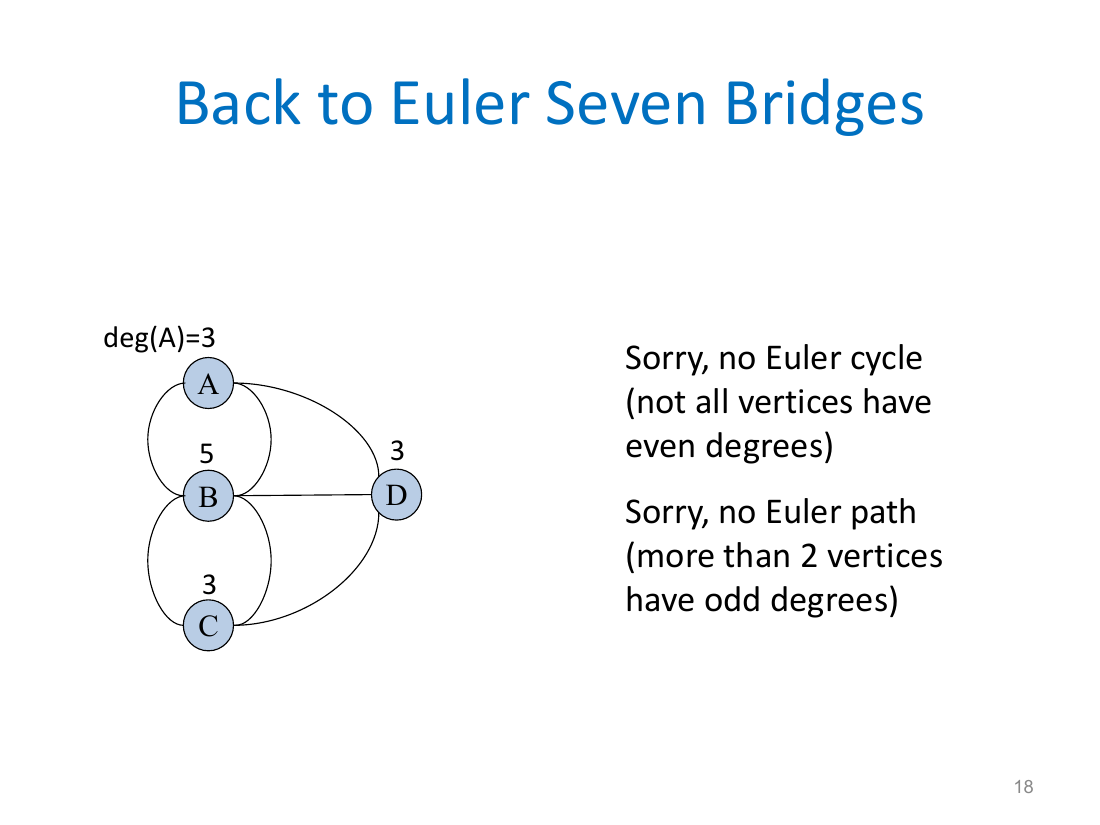 Back to Euler Seven Bridges
deg(A)=3
A
5
B
3
D
3
C
Sorry, no Euler cycle
(not all vertices have
even degrees)
Sorry, no Euler path
(more than 2 vertices
have odd degrees)
18